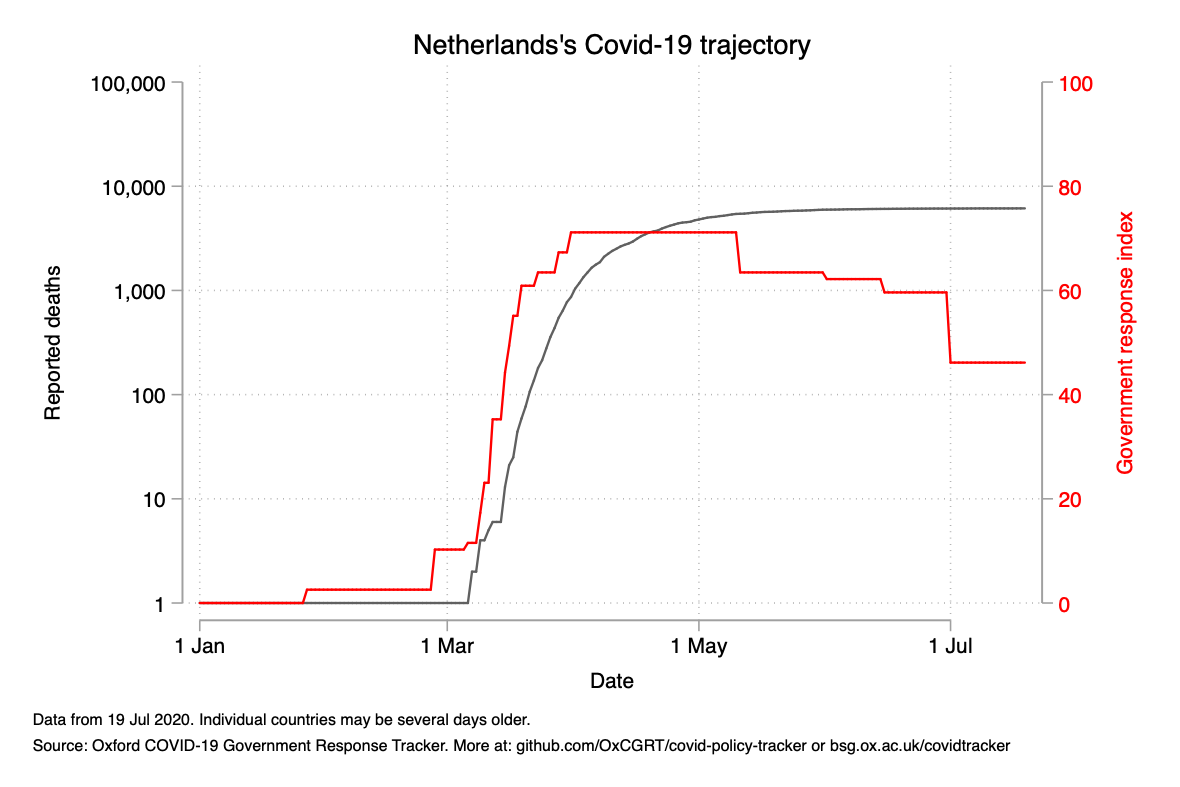 Netherlands's Covid-19 trajectory
100,000
10,000
1,000
100
10
1
Reported deaths
100
80
60
40
20
0
Government response index
1 Jan
1 Mar
1 May
1 Jul
Date
Data from 19 Jul 2020. Individual countries may be several days older.
Source: Oxford COVID-19 Government Response Tracker. More at: github.com/OxCGRT/covid-policy-tracker or bsg.ox.ac.uk/covidtracker